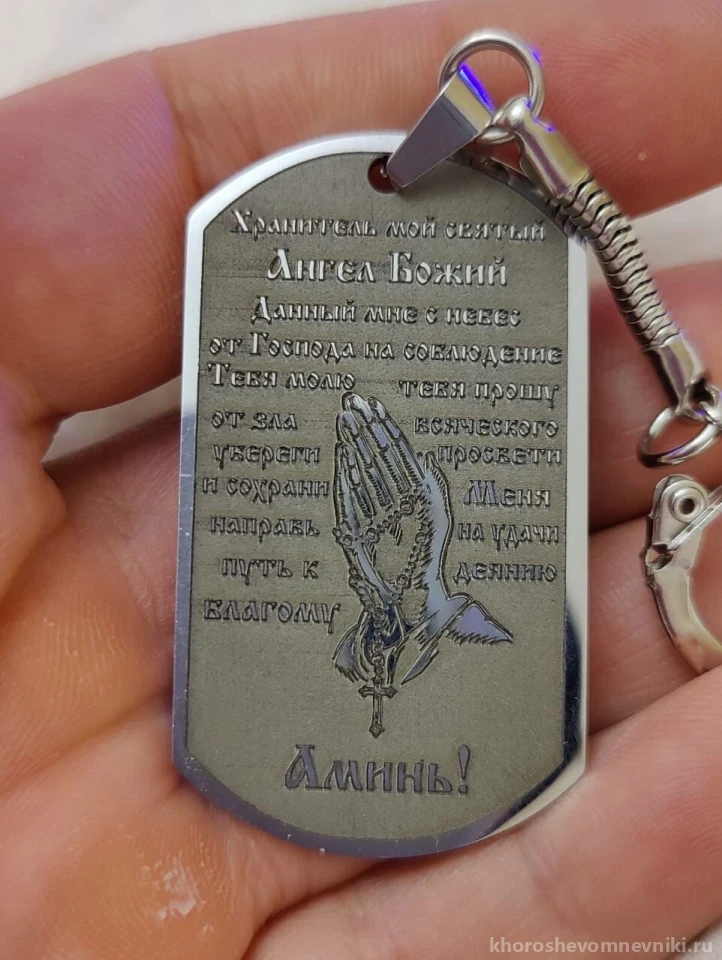 Хранитель мой святый
Ангел Божий
Данный мне с небес
от Господа на соблюдение
Тебя молю тебя прошу
от зла всяческого
убереги просвети
и сохрани Меня
направь на удачи
путь к деянию
благому
Аминь!
khoroshevomnevniki.ru